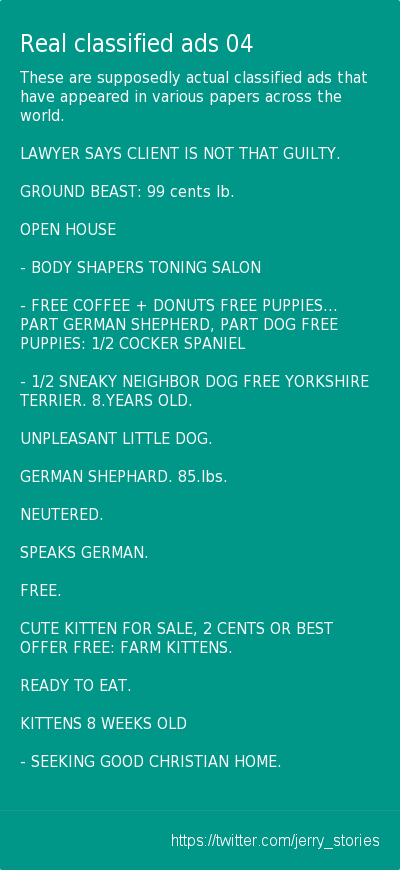 Real classified ads 04
These are supposedly actual classified ads that
have appeared in various papers across the
world.
LAWYER SAYS CLIENT IS NOT THAT GUILTY.
GROUND BEAST: 99 cents lb.
OPEN HOUSE
- BODY SHAPERS TONING SALON
- FREE COFFEE + DONUTS FREE PUPPIES...
PART GERMAN SHEPHERD, PART DOG FREE
PUPPIES: 1/2 COCKER SPANIEL
- 1/2 SNEAKY NEIGHBOR DOG FREE YORKSHIRE
TERRIER. 8.YEARS OLD.
UNPLEASANT LITTLE DOG.
GERMAN SHEPHARD. 85.lbs.
NEUTERED.
SPEAKS GERMAN.
FREE.
CUTE KITTEN FOR SALE, 2 CENTS OR BEST
OFFER FREE: FARM KITTENS.
READY TO EAT.
KITTENS 8 WEEKS OLD
- SEEKING GOOD CHRISTIAN HOME.
https://twitter.com/jerry_stories